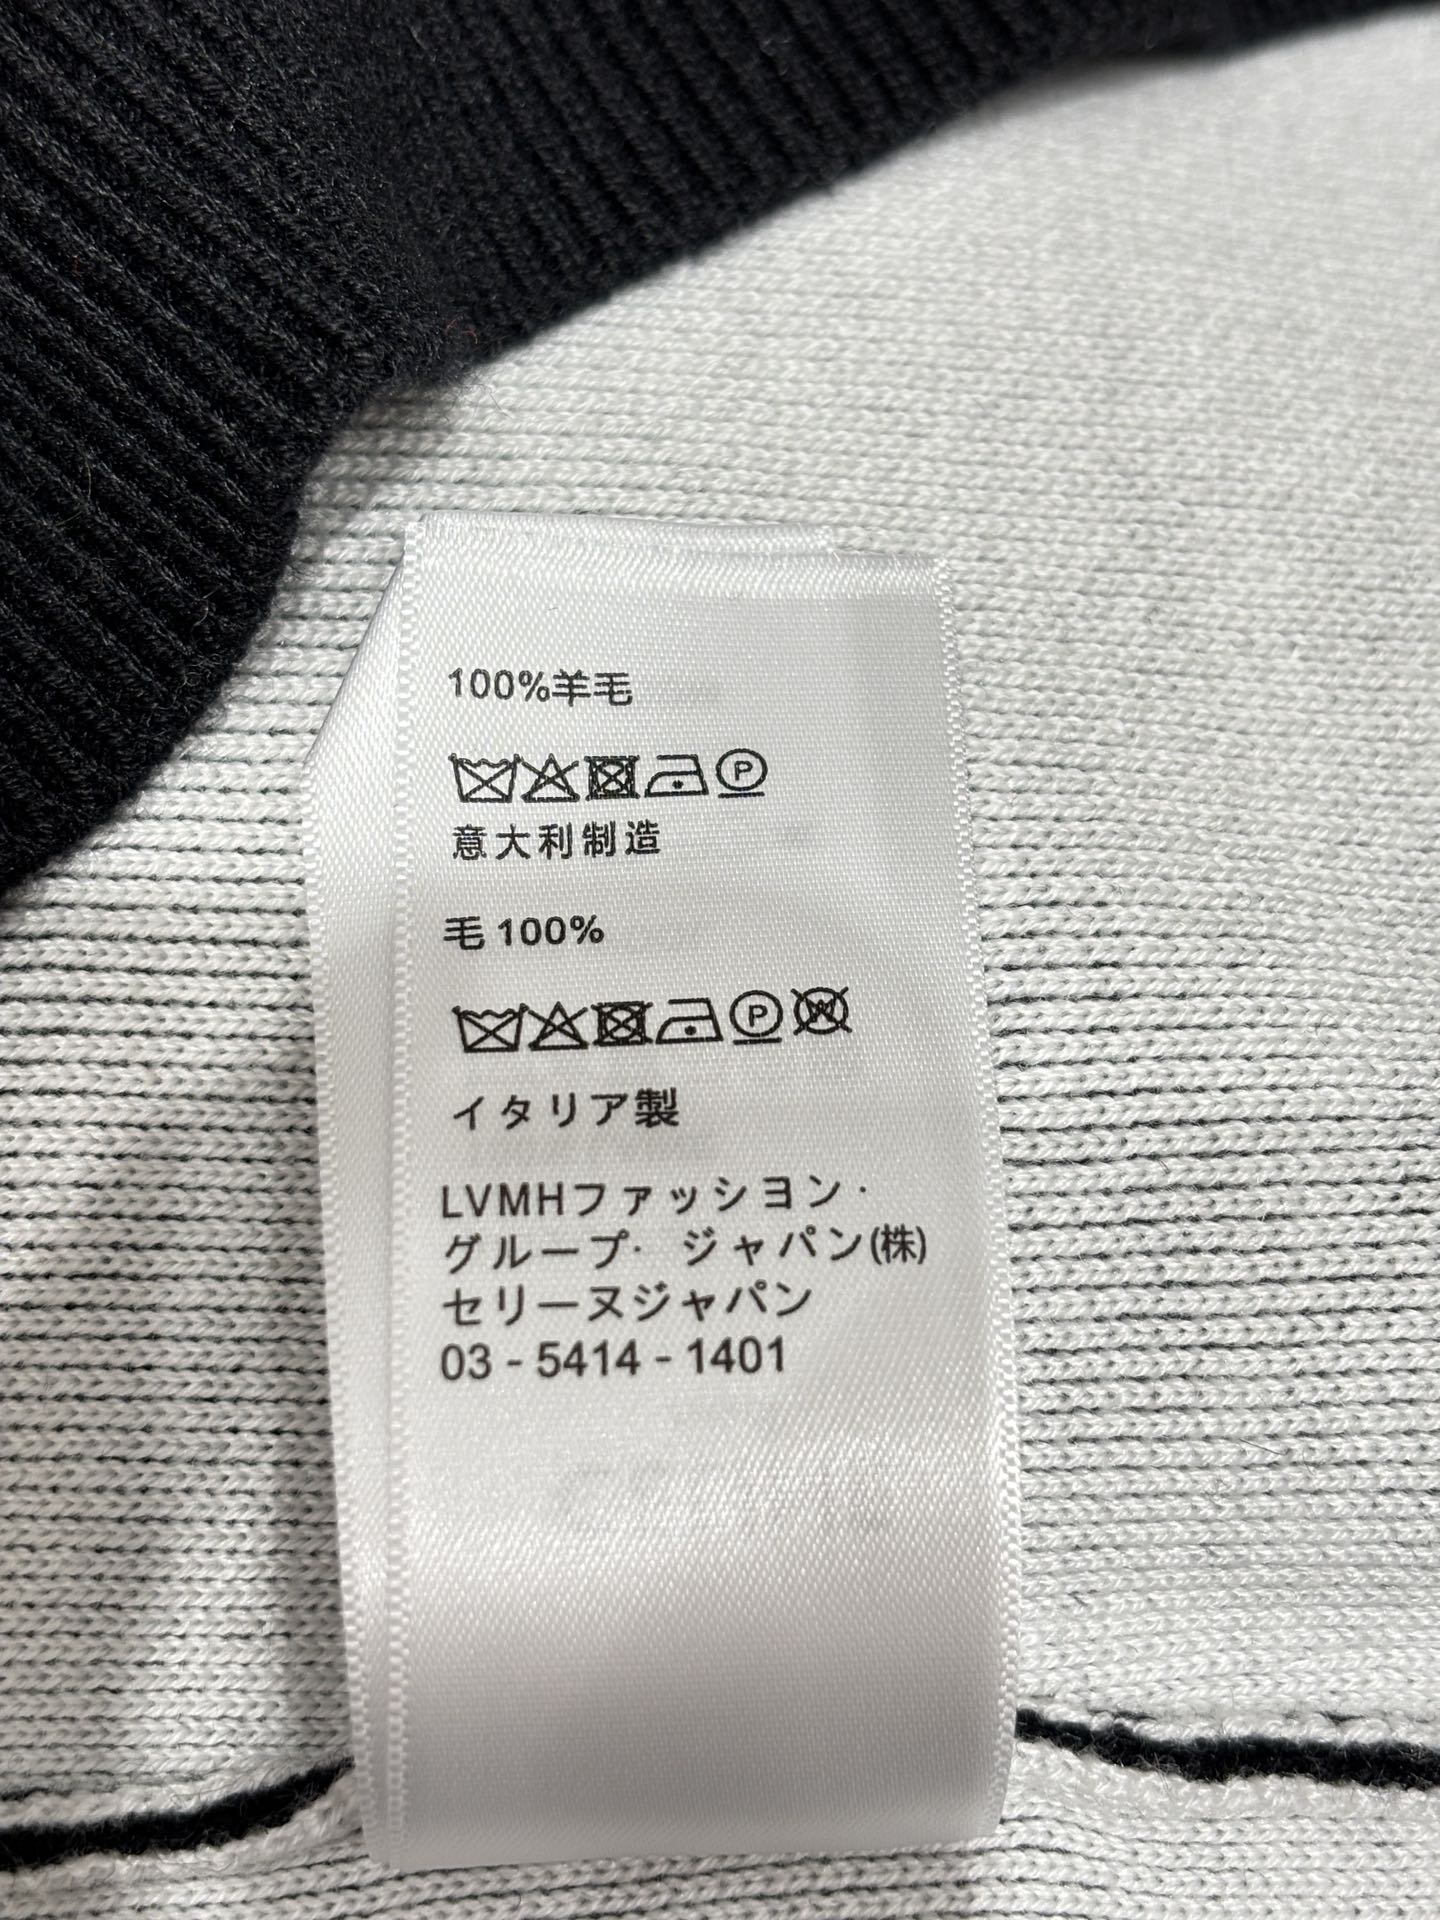 100%羊毛
P
意大利制造
毛 100%
P W
イタリア製
LVMHファッション・
グループ・ ジャパン(株)
セリーヌジャパン
03 - 5414 - 1401